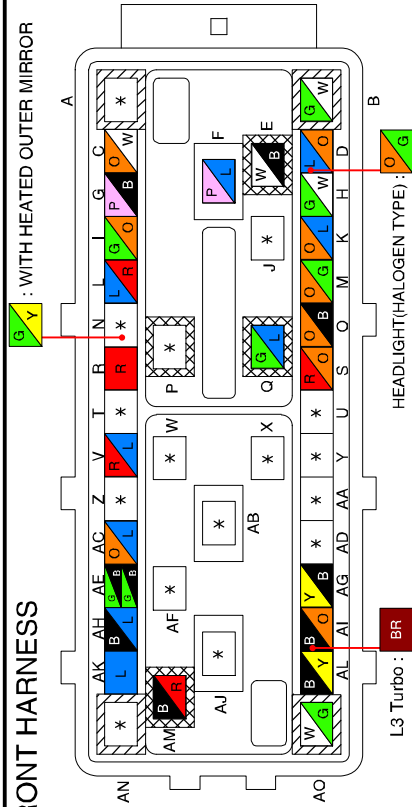 : WITH HEATED OUTER MIRROR
G Y
RONT HARNESS
A
C
G
I
L
N
R
T
V
Z
AC
AE
AH
AK
AN
*
O W
P B
G O
L R
*
R
*
R L
*
O L
G B G B
B L
L
*
F
P L
E
W B
J
*
P
*
Q
G L
W
*
X
*
AB
*
AF
*
AJ
*
AM
B R
G W
L O
G W
O L
O G
O B
R O
*
*
*
*
Y B
B O
B Y
W G
B
D
H
K
M
O
S
U
Y
AA
AD
AG
AI
AL
AO
HEADLIGHT(HALOGEN TYPE) :
O G
L3 Turbo :
BR